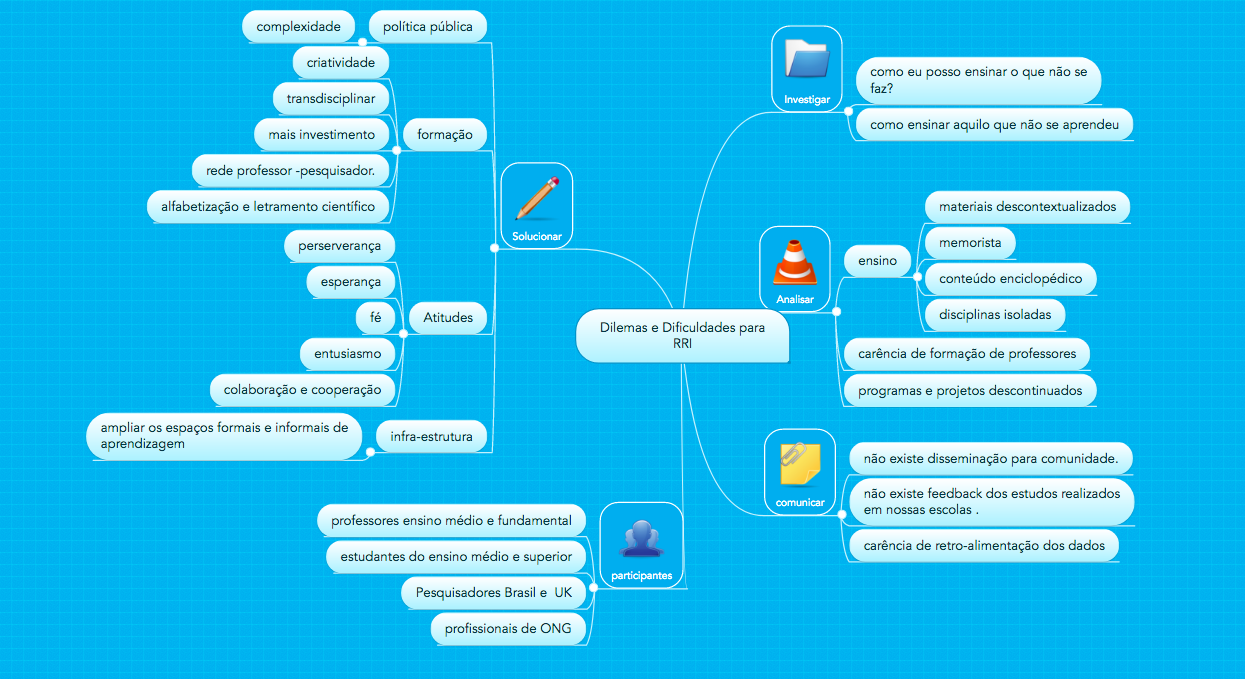 Dilemas e Dificuldades para
RRI
Investigar
como eu posso ensinar o que não se
faz?
como ensinar aquilo que não se aprendeu
Analisar
ensino
materiais descontextualizados
memorista
conteúdo enciclopédico
disciplinas isoladas
carência de formação de professores
programas e projetos descontinuados
comunicar
não existe disseminação para comunidade.
não existe feedback dos estudos realizados
em nossas escolas .
carência de retro-alimentação dos dados
participantes
professores ensino médio e fundamental
estudantes do ensino médio e superior
Pesquisadores Brasil e UK
profissionais de ONG
Solucionar
política pública
complexidade
formação
criatividade
transdisciplinar
mais investimento
rede professor -pesquisador.
alfabetização e letramento científico
Atitudes
perserverança
esperança
fé
entusiasmo
colaboração e cooperação
infra-estrutura
ampliar os espaços formais e informais de
aprendizagem